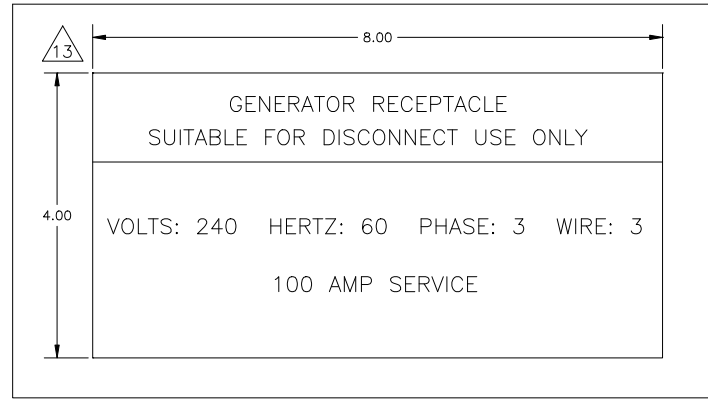 13
8.00
GENERATOR RECEPTACLE
SUITABLE FOR DISCONNECT USE ONLY
4.00
VOLTS: 240 HERTZ: 60 PHASE: 3 WIRE: 3
100 AMP SERVICE